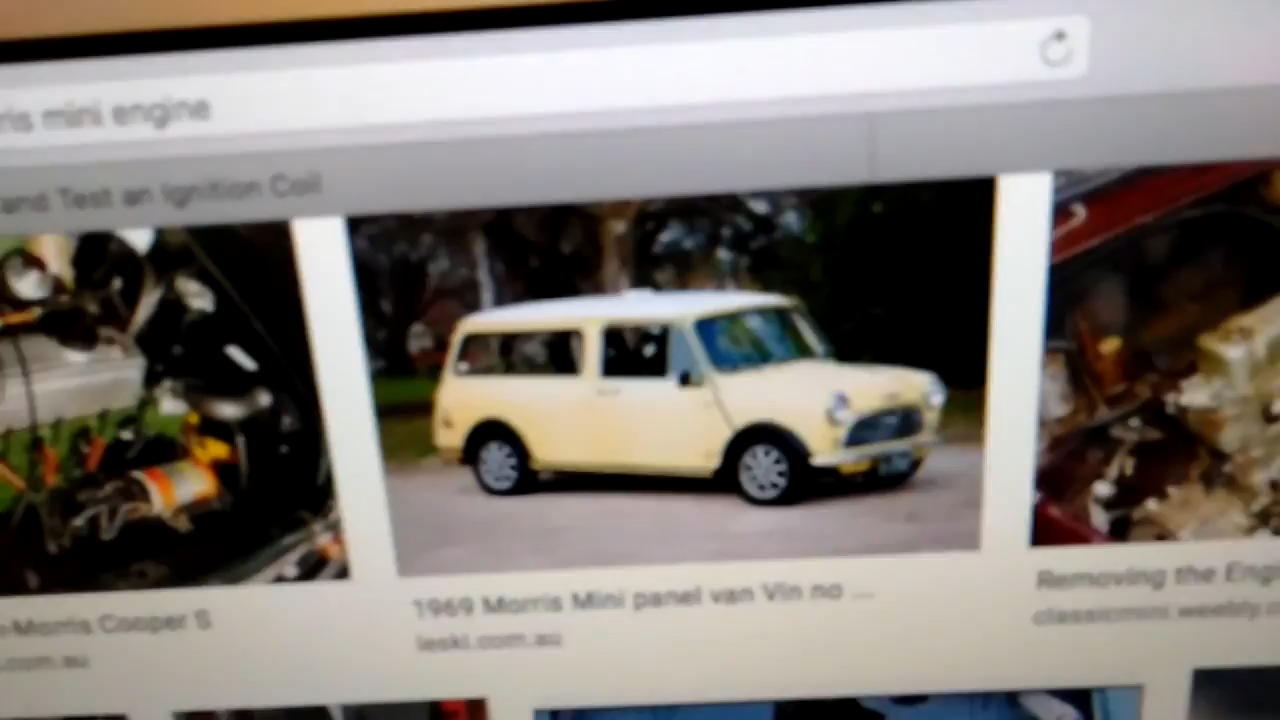 ris mini engine
and Test an Ignition Coil
-Morris Cooper S
.com.au
1969 Morris Mini panel van Vin no ...
leski.com.au
Removing the Eng
classicmini.weebly.c